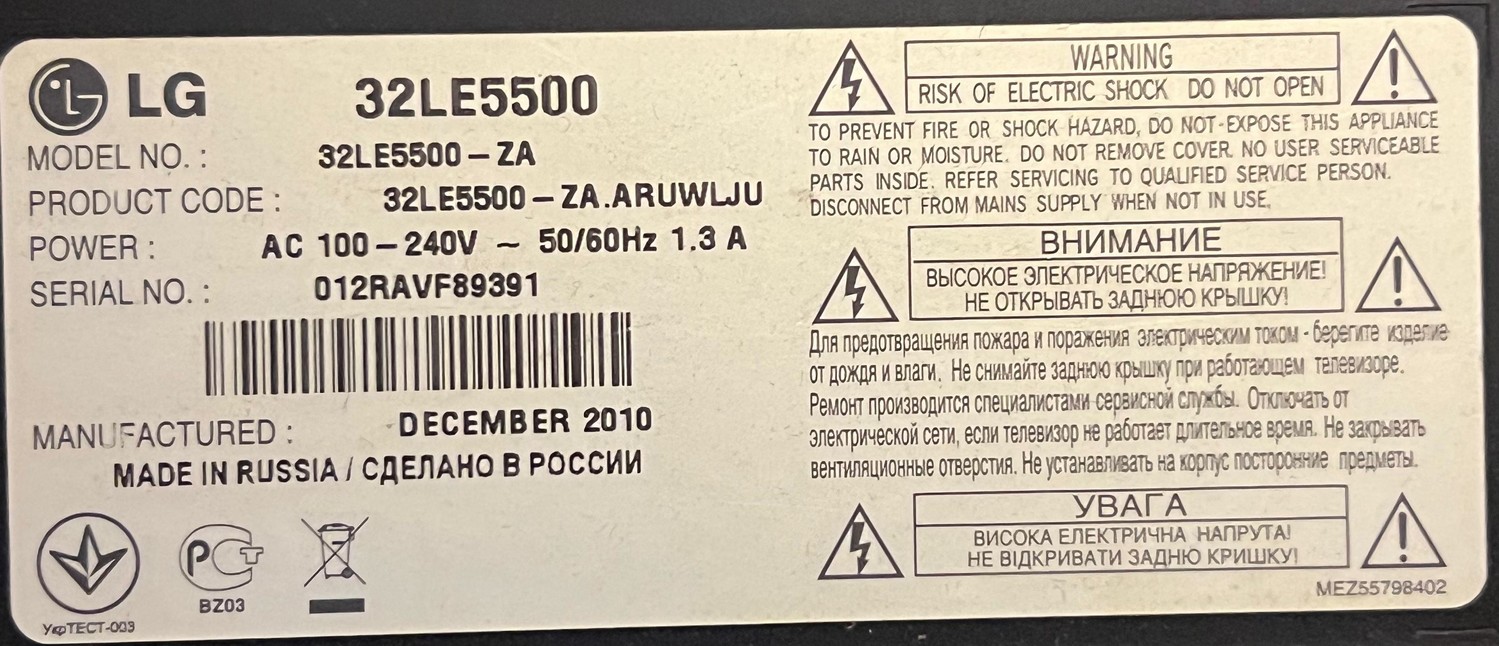 LG 32LE5500
MODEL NO. : 32LE5500-ZA
PRODUCT CODE : 32LE5500-ZA.ARUWLJU
POWER : AC 100-240V ~ 50/60Hz 1.3 A
SERIAL NO. : 012RAVF89391
MANUFACTURED : DECEMBER 2010
MADE IN RUSSIA / СДЕЛАНО В РОССИИ
УкрТЕСТ-003
РСТ
BZ03
WARNING
RISK OF ELECTRIC SHOCK DO NOT OPEN
TO PREVENT FIRE OR SHOCK HAZARD, DO NOT-EXPOSE THIS APPLIANCE
TO RAIN OR MOISTURE. DO NOT REMOVE COVER. NO USER SERVICEABLE
PARTS INSIDE. REFER SERVICING TO QUALIFIED SERVICE PERSON.
DISCONNECT FROM MAINS SUPPLY WHEN NOT IN USE.
ВНИМАНИЕ
ВЫСОКОЕ ЭЛЕКТРИЧЕСКОЕ НАПРЯЖЕНИЕ!
НЕ ОТКРЫВАТЬ ЗАДНЮЮ КРЫШКУ!
Для предотвращения пожара и поражения электрическим током - берегите изделие
от дождя и влаги. Не снимайте заднюю крышку при работающем телевизоре.
Ремонт производится специалистами сервисной службы. Отключать от
электрической сети, если телевизор не работает длительное время. Не закрывать
вентиляционные отверстия. Не устанавливать на корпус посторонние предметы.
УВАГА
ВИСОКА ЕЛЕКТРИЧНА НАПРУГА!
НЕ ВІДКРИВАТИ ЗАДНЮ КРИШКУ!
MEZ55798402